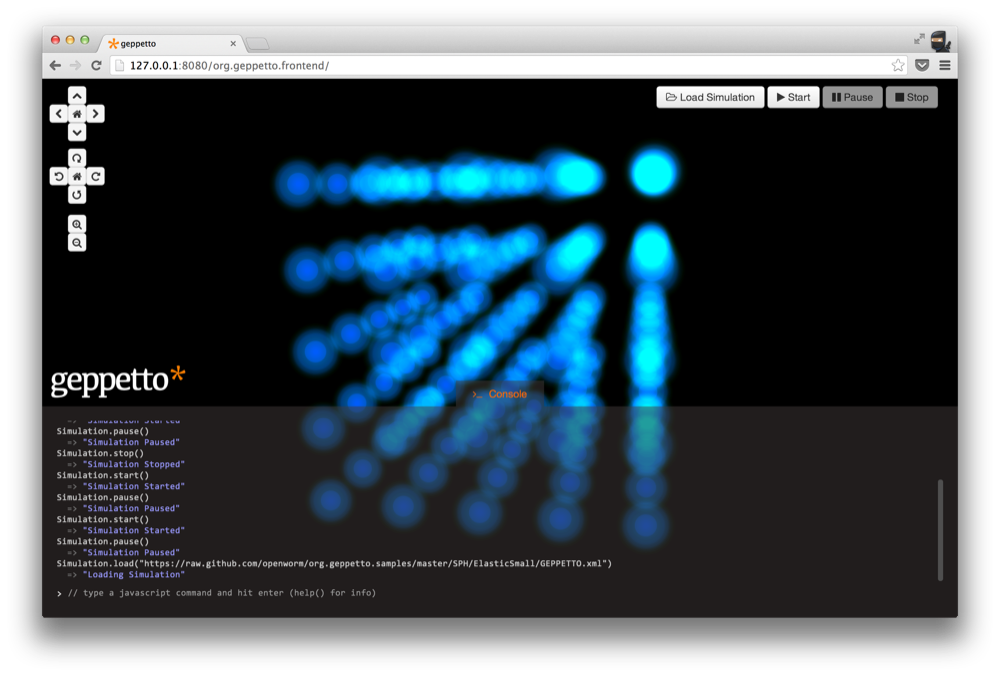 geppetto
127.0.0.1:8080/org.geppetto.frontend/
Load Simulation Start Pause Stop
geppetto*
>_ Console
=> "Simulation Started"
Simulation.pause()
=> "Simulation Paused"
Simulation.stop()
=> "Simulation Stopped"
Simulation.start()
=> "Simulation Started"
Simulation.pause()
=> "Simulation Paused"
Simulation.start()
=> "Simulation Started"
Simulation.pause()
=> "Simulation Paused"
Simulation.load("https://raw.github.com/openworm/org.geppetto.samples/master/SPH/ElasticSmall/GEPPETTO.xml")
=> "Loading Simulation"
> // type a javascript command and hit enter (help() for info)